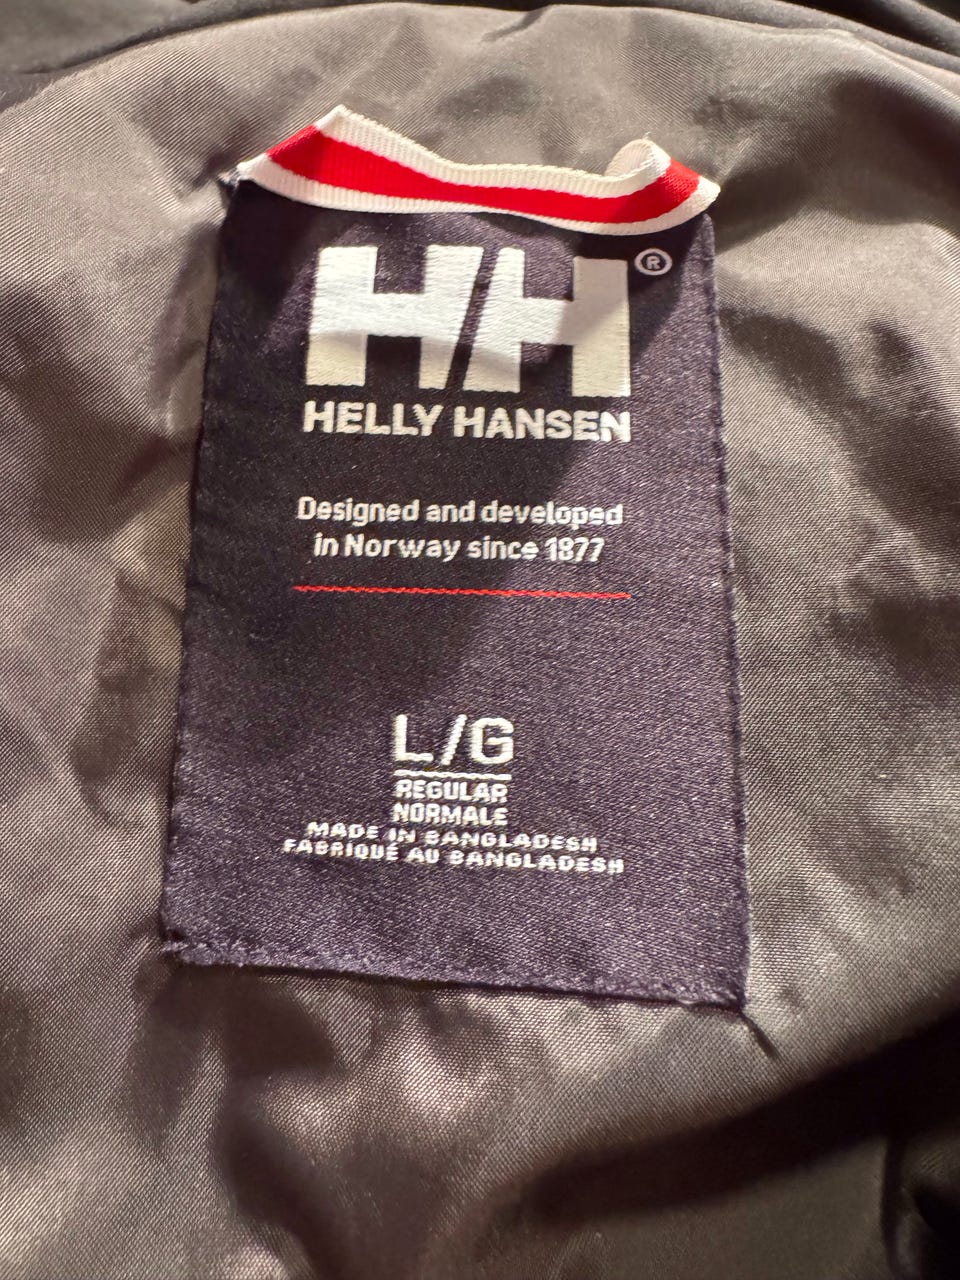 HH®
HELLY HANSEN
Designed and developed
in Norway since 1877
L/G
REGULAR
NORMALE
MADE IN BANGLADESH
FABRIQUÉ AU BANGLADESH